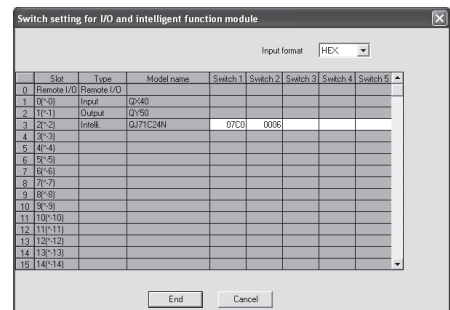 Switch setting for I/O and intelligent function module
Input format HEX.
Slot Type Model name Switch 1 Switch 2 Switch 3 Switch 4 Switch 5
0 Remote I/O Remote I/O
1 0(*-0) Input QX40
2 1(*-1) Output QY50
3 2(*-2) Intelli. QJ71C24N 07C0 0006
4 3(*-3)
5 4(*-4)
6 5(*-5)
7 6(*-6)
8 7(*-7)
9 8(*-8)
10 9(*-9)
11 10(*-10)
12 11(*-11)
13 12(*-12)
14 13(*-13)
15 14(*-14)
End Cancel